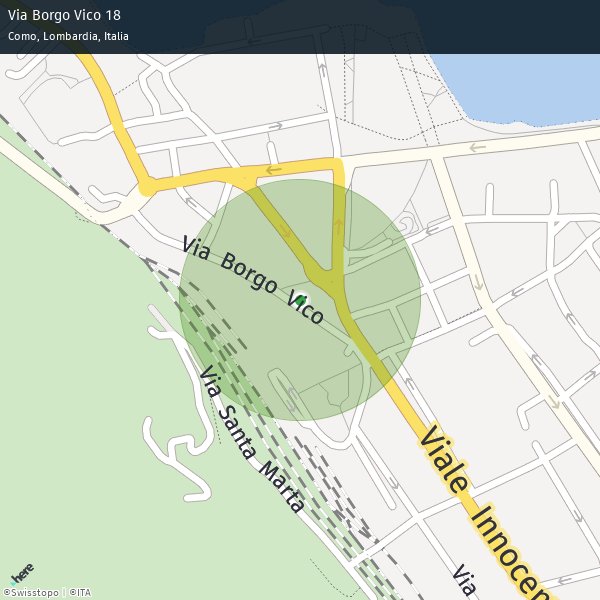 Via Borgo Vico 18
Como, Lombardia, Italia
Via Borgo Vico
Via Santa Marta
Viale Innocen
Via
here
©Swisstopo | ©ITA